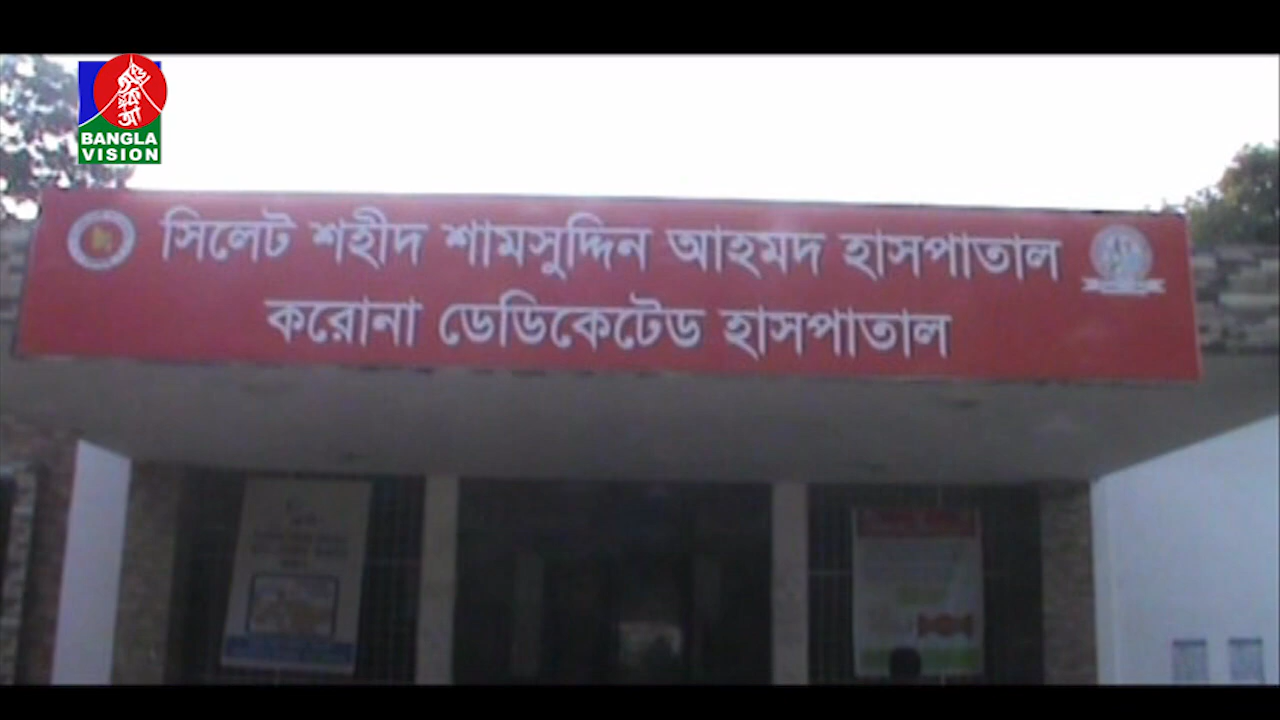 BANGLA
VISION
সিলেট শহীদ শামসুদ্দিন আহমদ হাসপাতাল
করোনা ডেডিকেটেড হাসপাতাল